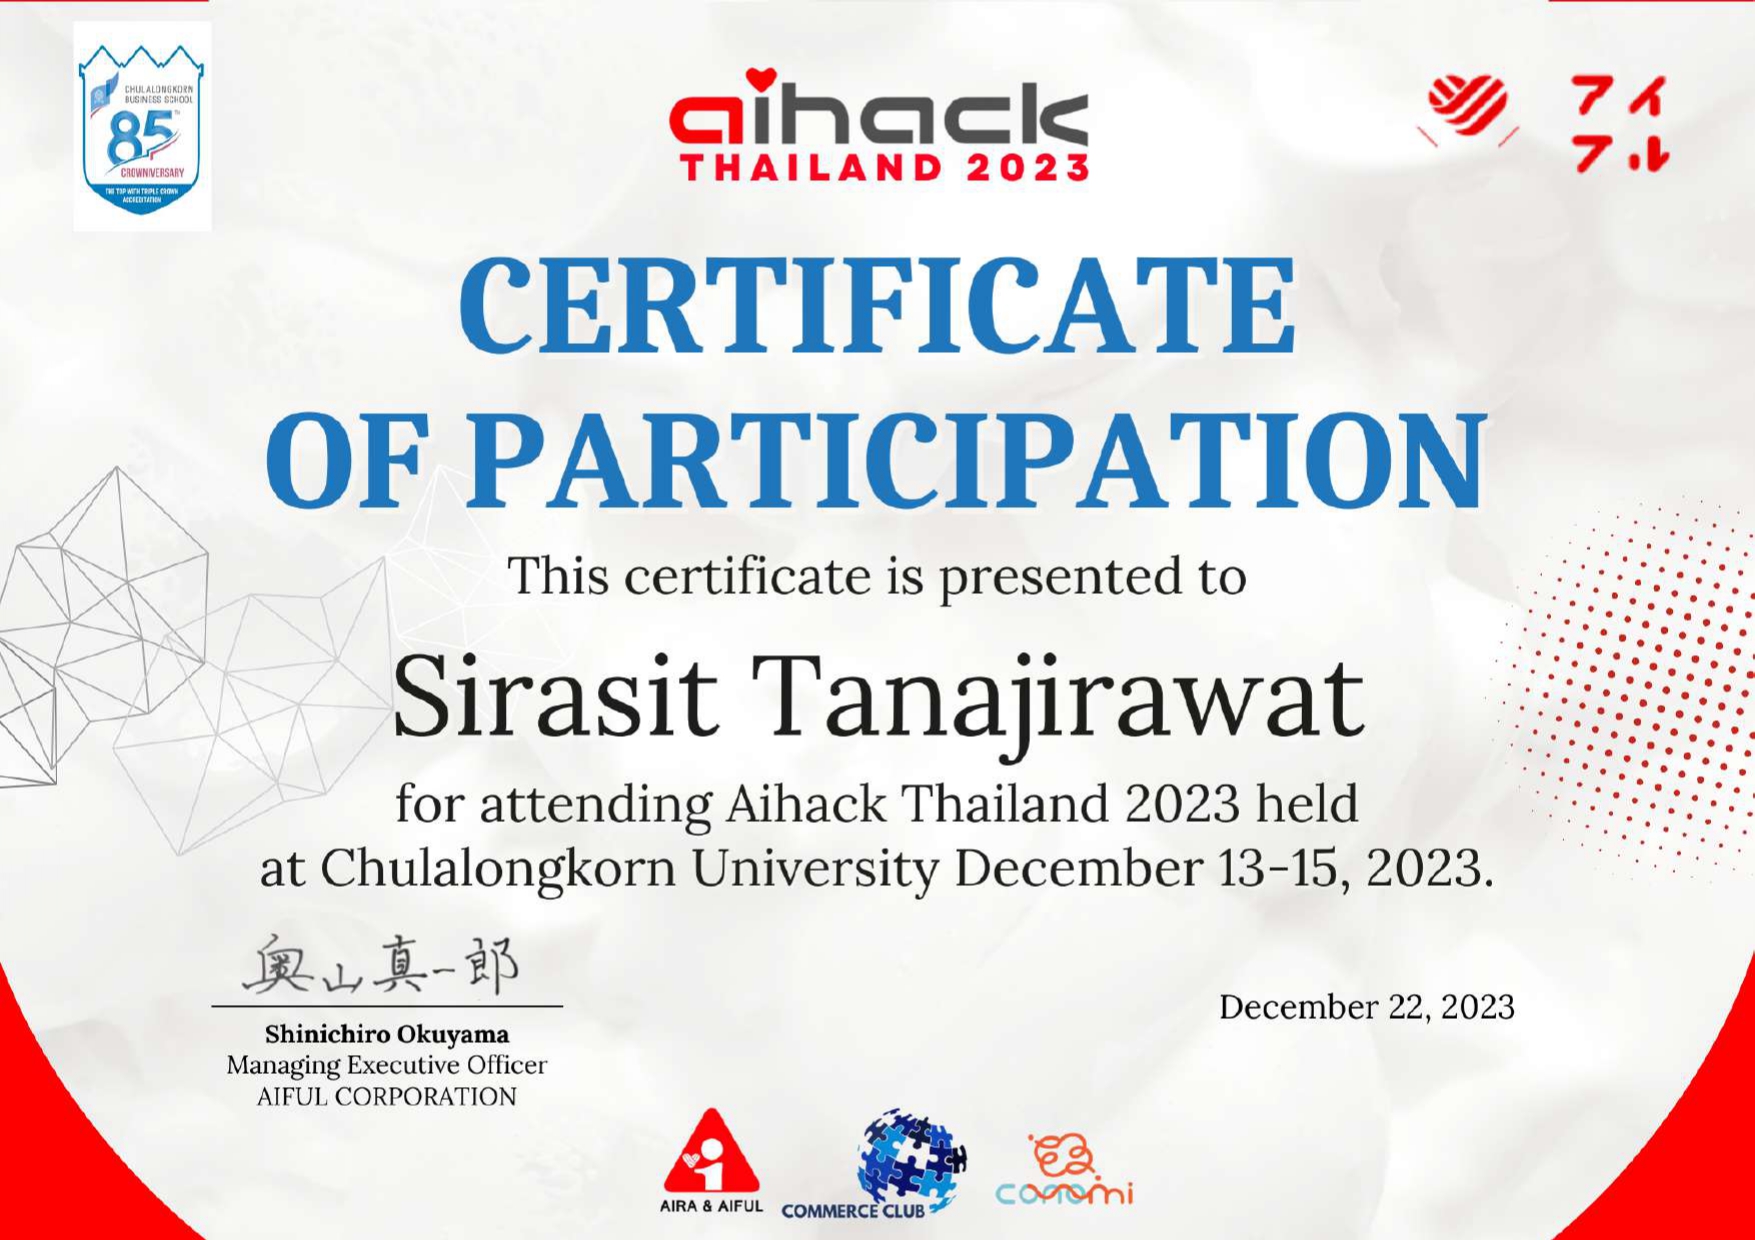 CHULALONGKORN
BUSINESS SCHOOL
85
CROWNIVERSARY
THE TOP WITH TRIPLE CROWN
ACCREDITATION
aihack
THAILAND 2023
アイ
フル
CERTIFICATE
OF PARTICIPATION
This certificate is presented to
Sirasit Tanajirawat
for attending Aihack Thailand 2023 held
at Chulalongkorn University December 13-15, 2023.
奥山真一郎
December 22, 2023
Shinichiro Okuyama
Managing Executive Officer
AIFUL CORPORATION
AIRA & AIFUL
COMMERCE CLUB
conomi